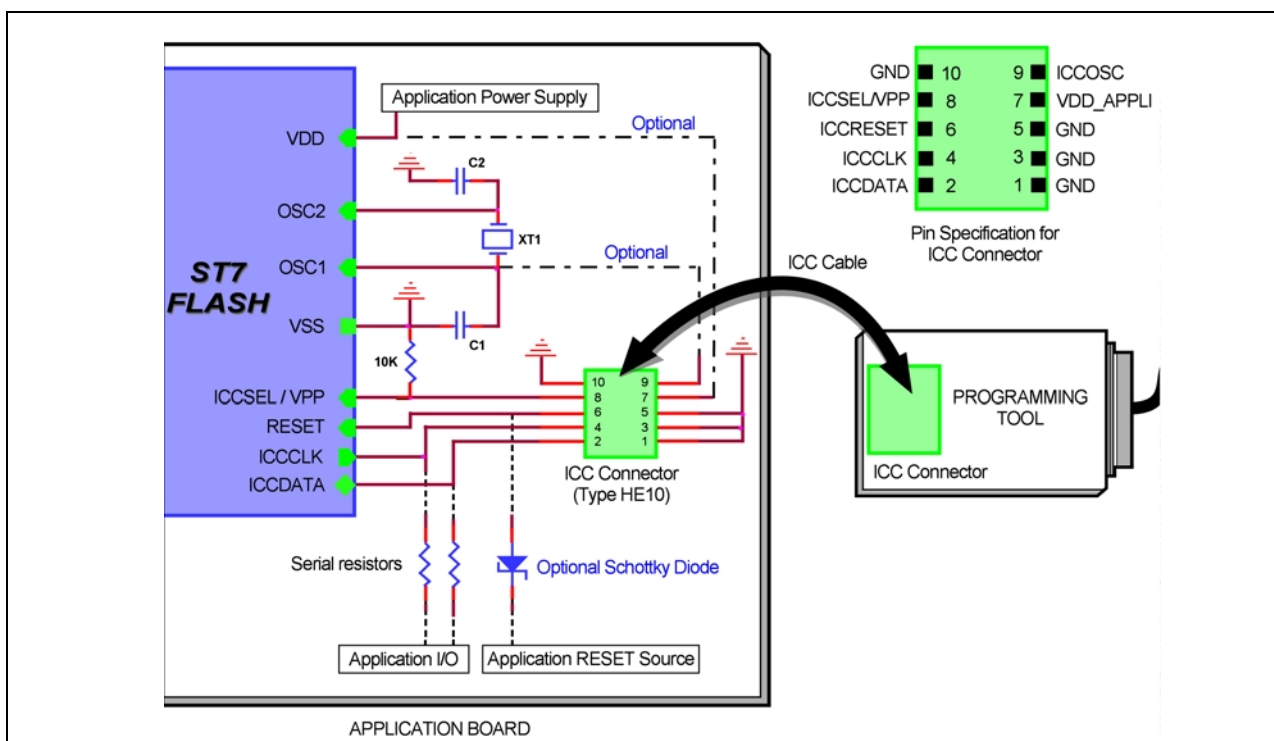 Application Power Supply
VDD
Optional
C2
OSC2
XT1
Optional
OSC1
ST7
FLASH
VSS
C1
10K
ICCSEL / VPP
RESET
ICCCLK
ICCDATA
10 9
8 7
6 5
4 3
2 1
ICC Connector
(Type HE10)
Serial resistors
Optional Schottky Diode
Application I/O
Application RESET Source
APPLICATION BOARD
GND 10 9 ICCOSC
ICCSEL/VPP 8 7 VDD_APPLI
ICCRESET 6 5 GND
ICCCLK 4 3 GND
ICCDATA 2 1 GND
Pin Specification for
ICC Connector
ICC Cable
PROGRAMMING
TOOL
ICC Connector